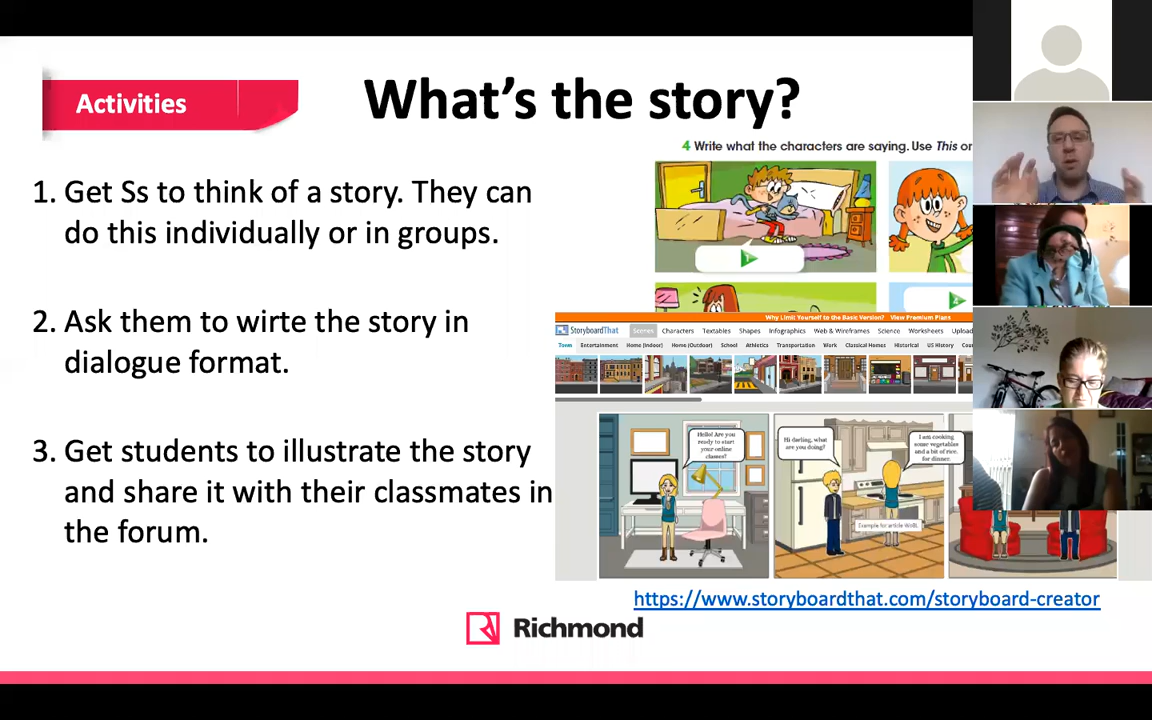 Activities
What's the story?
4 Write what the characters are saying. Use This or
1. Get Ss to think of a story. They can
do this individually or in groups.
2. Ask them to wirte the story in
dialogue format.
3. Get students to illustrate the story
and share it with their classmates in
the forum.
Why Limit Yourself to the Basic Version? View Premium Plans
StoryboardThat Scenes Characters Textables Shapes Infographics Web & Wireframes Science Worksheets Upload
Town Entertainment Home (Indoor) Home (Outdoor) School Athletics Transportation Work Classical Homes Historical US History
Hello! Are you
ready to start
your online
classes?
Hi darling, what
are you doing?
I am cooking
some vegetables
and a bit of rice,
for dinner.
https://www.storyboardthat.com/storyboard-creator
Richmond